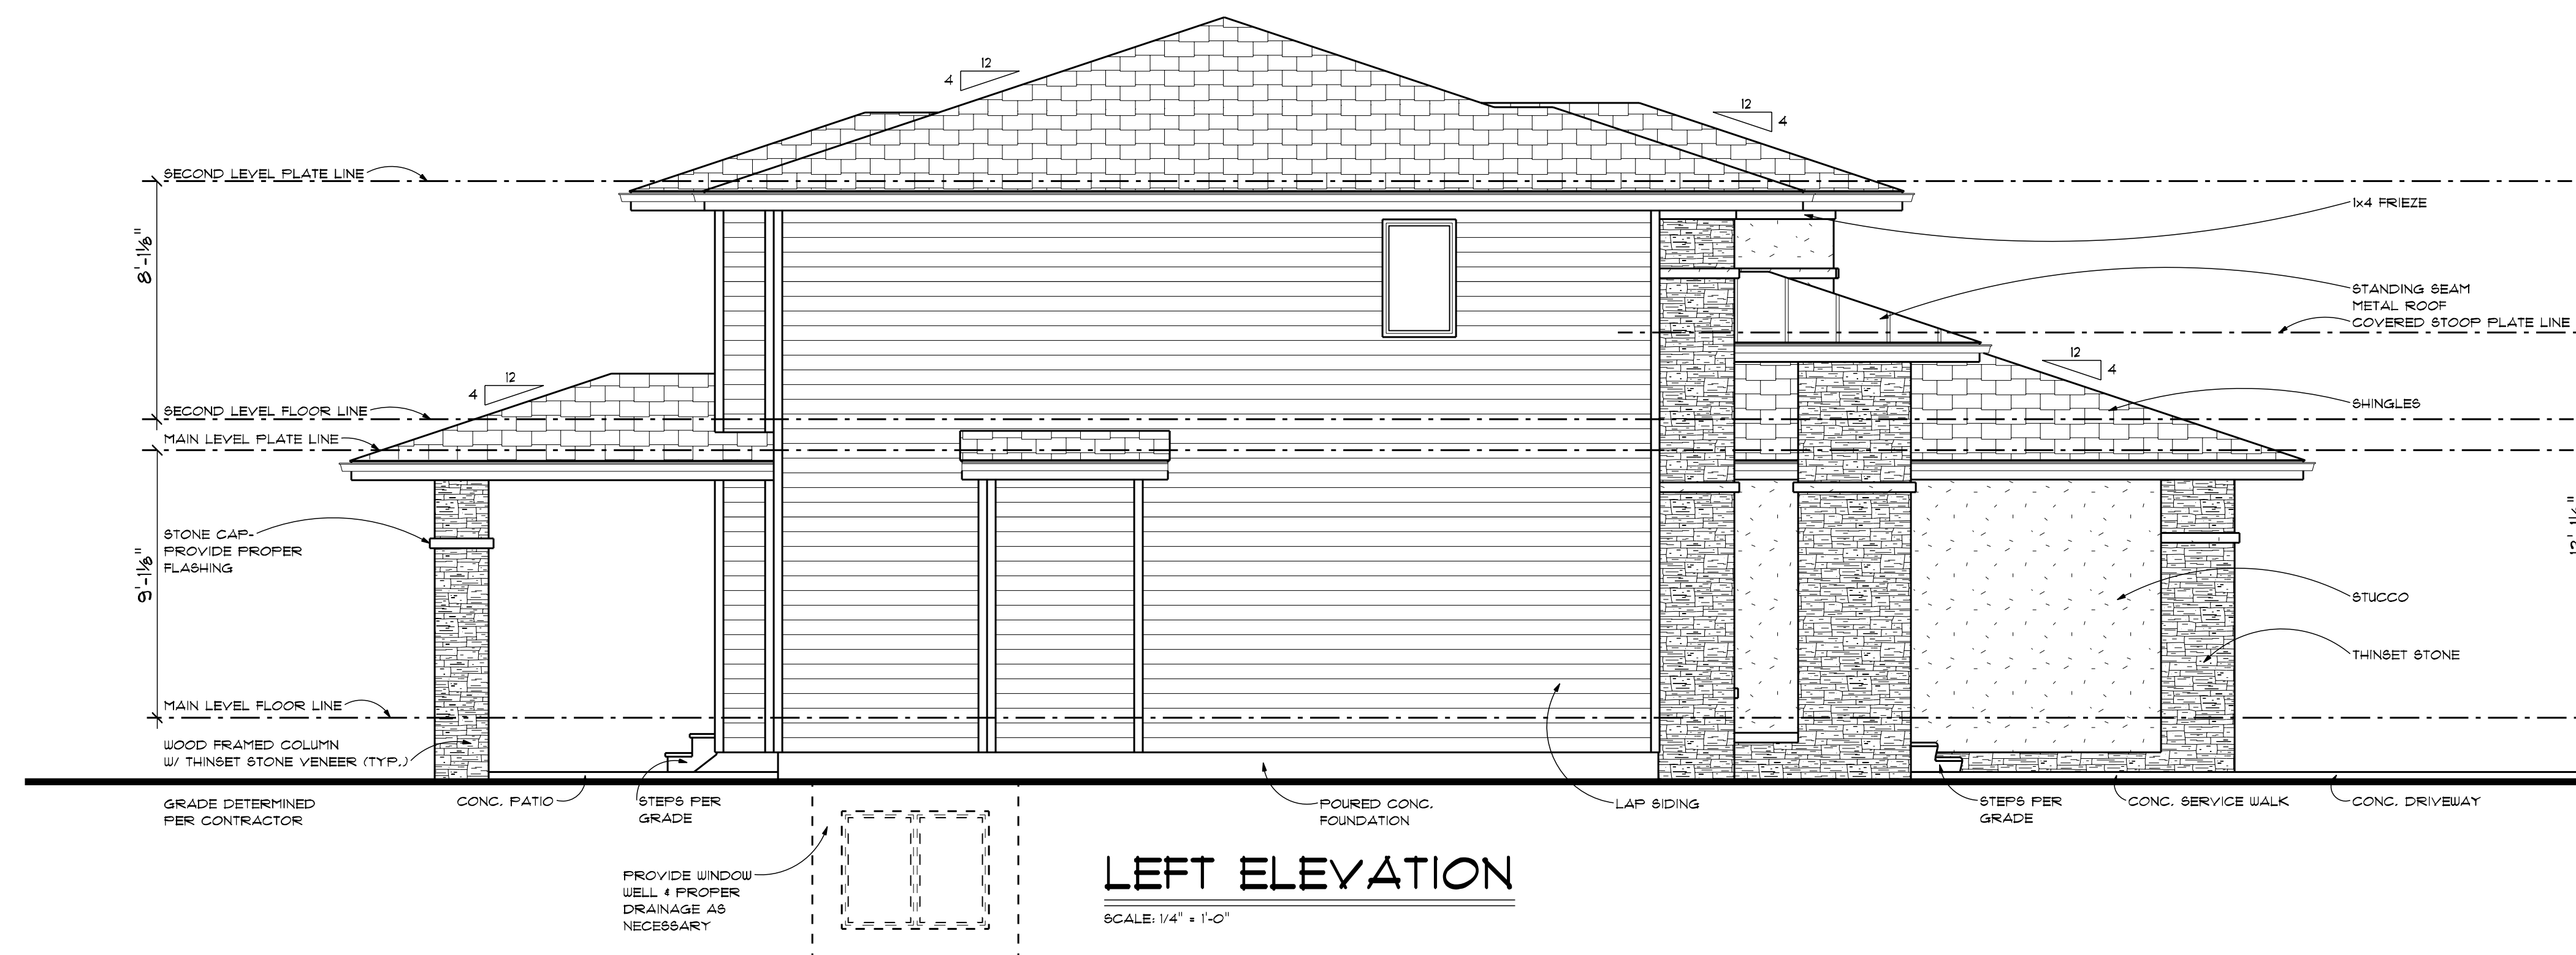 12
4
12
4
SECOND LEVEL PLATE LINE
1x4 FRIEZE
8'-1 1/8"
STANDING SEAM
METAL ROOF
COVERED STOOP PLATE LINE
12
4
12
4
SECOND LEVEL FLOOR LINE
SHINGLES
MAIN LEVEL PLATE LINE
STONE CAP-
PROVIDE PROPER
FLASHING
9'-1 1/8"
STUCCO
THINSET STONE
MAIN LEVEL FLOOR LINE
WOOD FRAMED COLUMN
W/ THINSET STONE VENEER (TYP.)
GRADE DETERMINED
PER CONTRACTOR
CONC. PATIO
STEPS PER
GRADE
POURED CONC.
FOUNDATION
LAP SIDING
STEPS PER
GRADE
CONC. SERVICE WALK
CONC. DRIVEWAY
PROVIDE WINDOW
WELL & PROPER
DRAINAGE AS
NECESSARY
LEFT ELEVATION
SCALE: 1/4" = 1'-0"